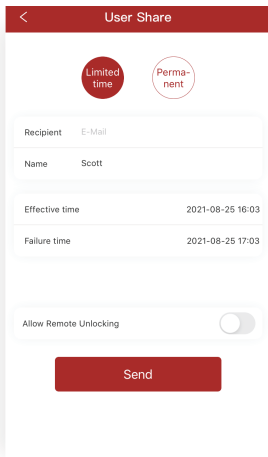 User Share
Limited
time
Perma-
nent
Recipient E-Mail
Name Scott
Effective time 2021-08-25 16:03
Failure time 2021-08-25 17:03
Allow Remote Unlocking
Send